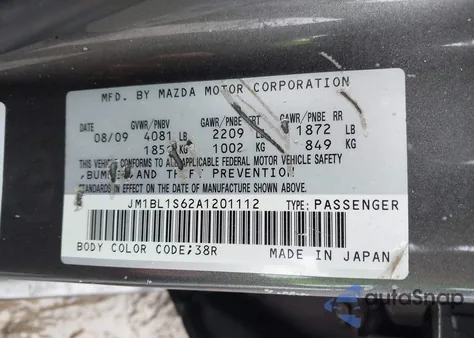 MFD. BY MAZDA MOTOR CORPORATION
DATE GVWR/PNBV GAWR/PNBE FRT GAWR/PNBE RR
08/09 4081 LB 2209 LB 1872 LB
1851 KG 1002 KG 849 KG
THIS VEHICLE CONFORMS TO ALL APPLICABLE FEDERAL MOTOR VEHICLE SAFETY
,BUMPER AND THEFT PREVENTION
STANDARDS IN EFFECT ON THE DATE OF MANUFACTURE SHOWN ABOVE.
JM1BL1S62A1201112 TYPE: PASSENGER
BODY COLOR CODE;38R MADE IN JAPAN
autoSnap